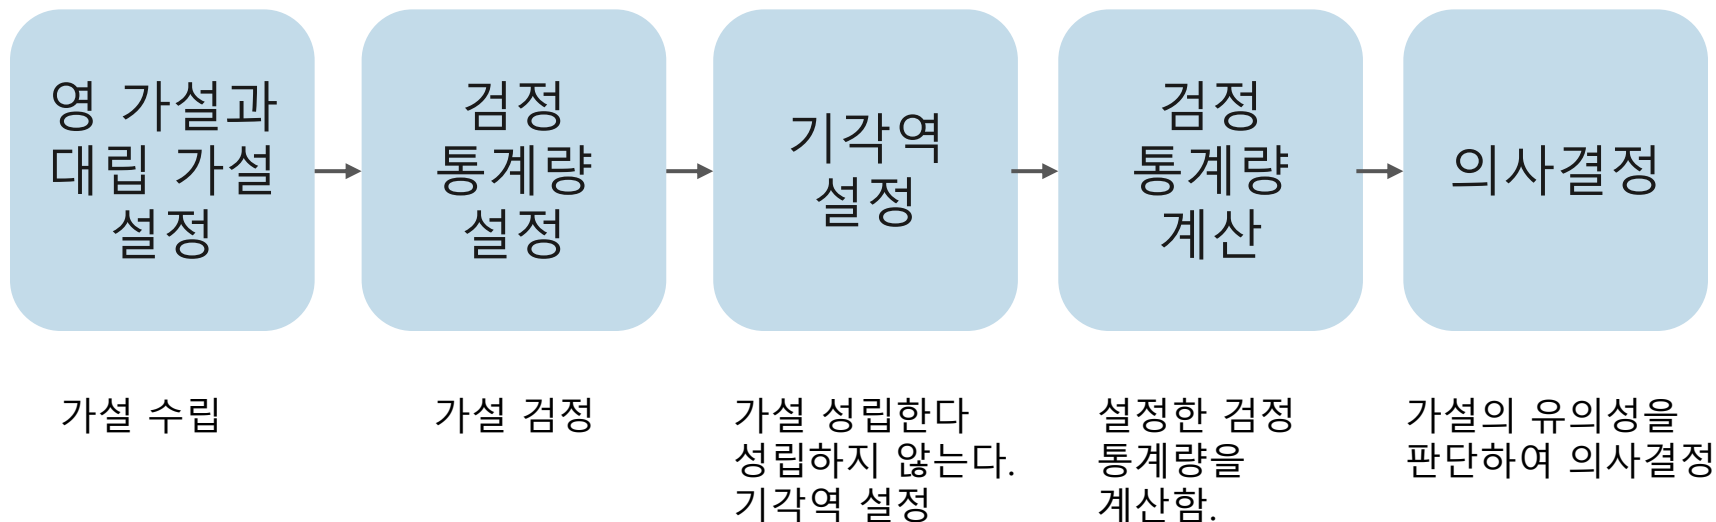 영 가설과
대립 가설
설정
검정
통계량
설정
기각역
설정
검정
통계량
계산
의사결정
가설 수립
가설 검정
가설 성립한다
성립하지 않는다.
기각역 설정
설정한 검정
통계량을
계산함.
가설의 유의성을
판단하여 의사결정